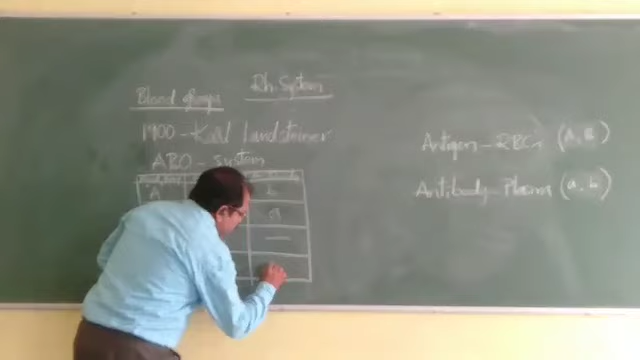 Blood groups
Rh. System
1900 - Karl Landsteiner
ABO - System
A
b
a
—
Antigen - RBCs (A, B)
Antibody - Plasma (a, b)